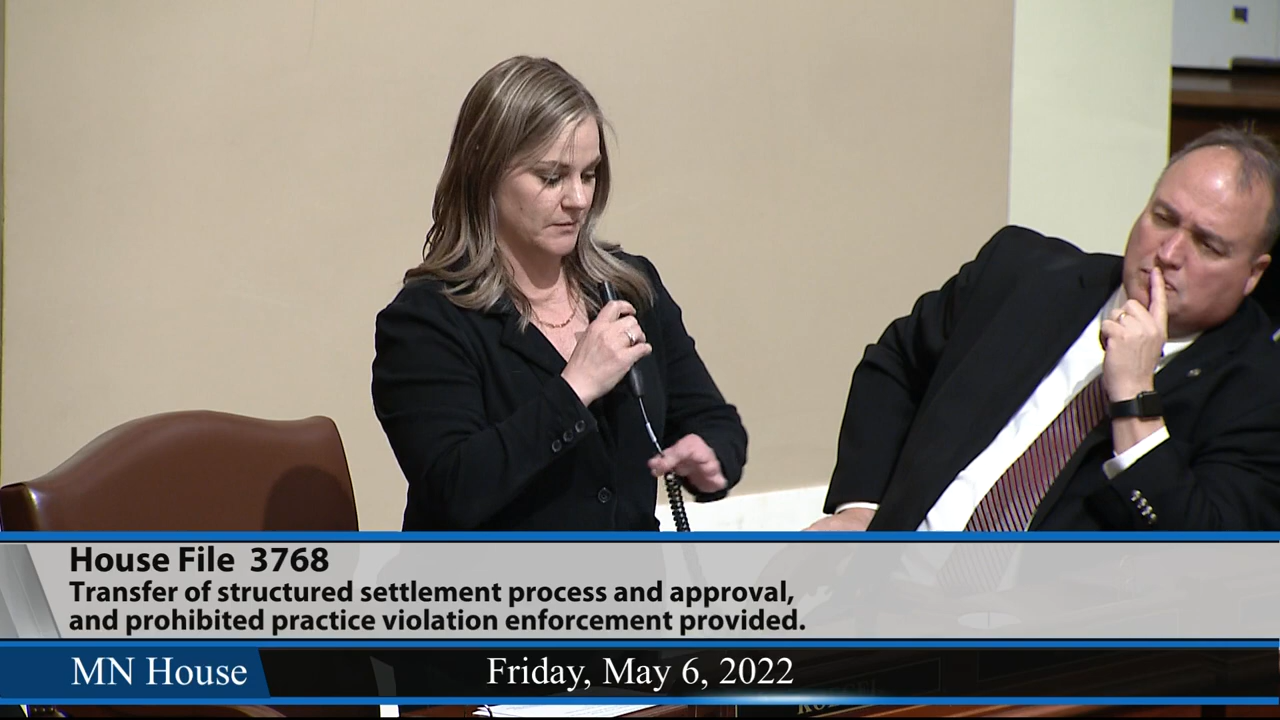 House File 3768
Transfer of structured settlement process and approval,
and prohibited practice violation enforcement provided.
MN House
Friday, May 6, 2022